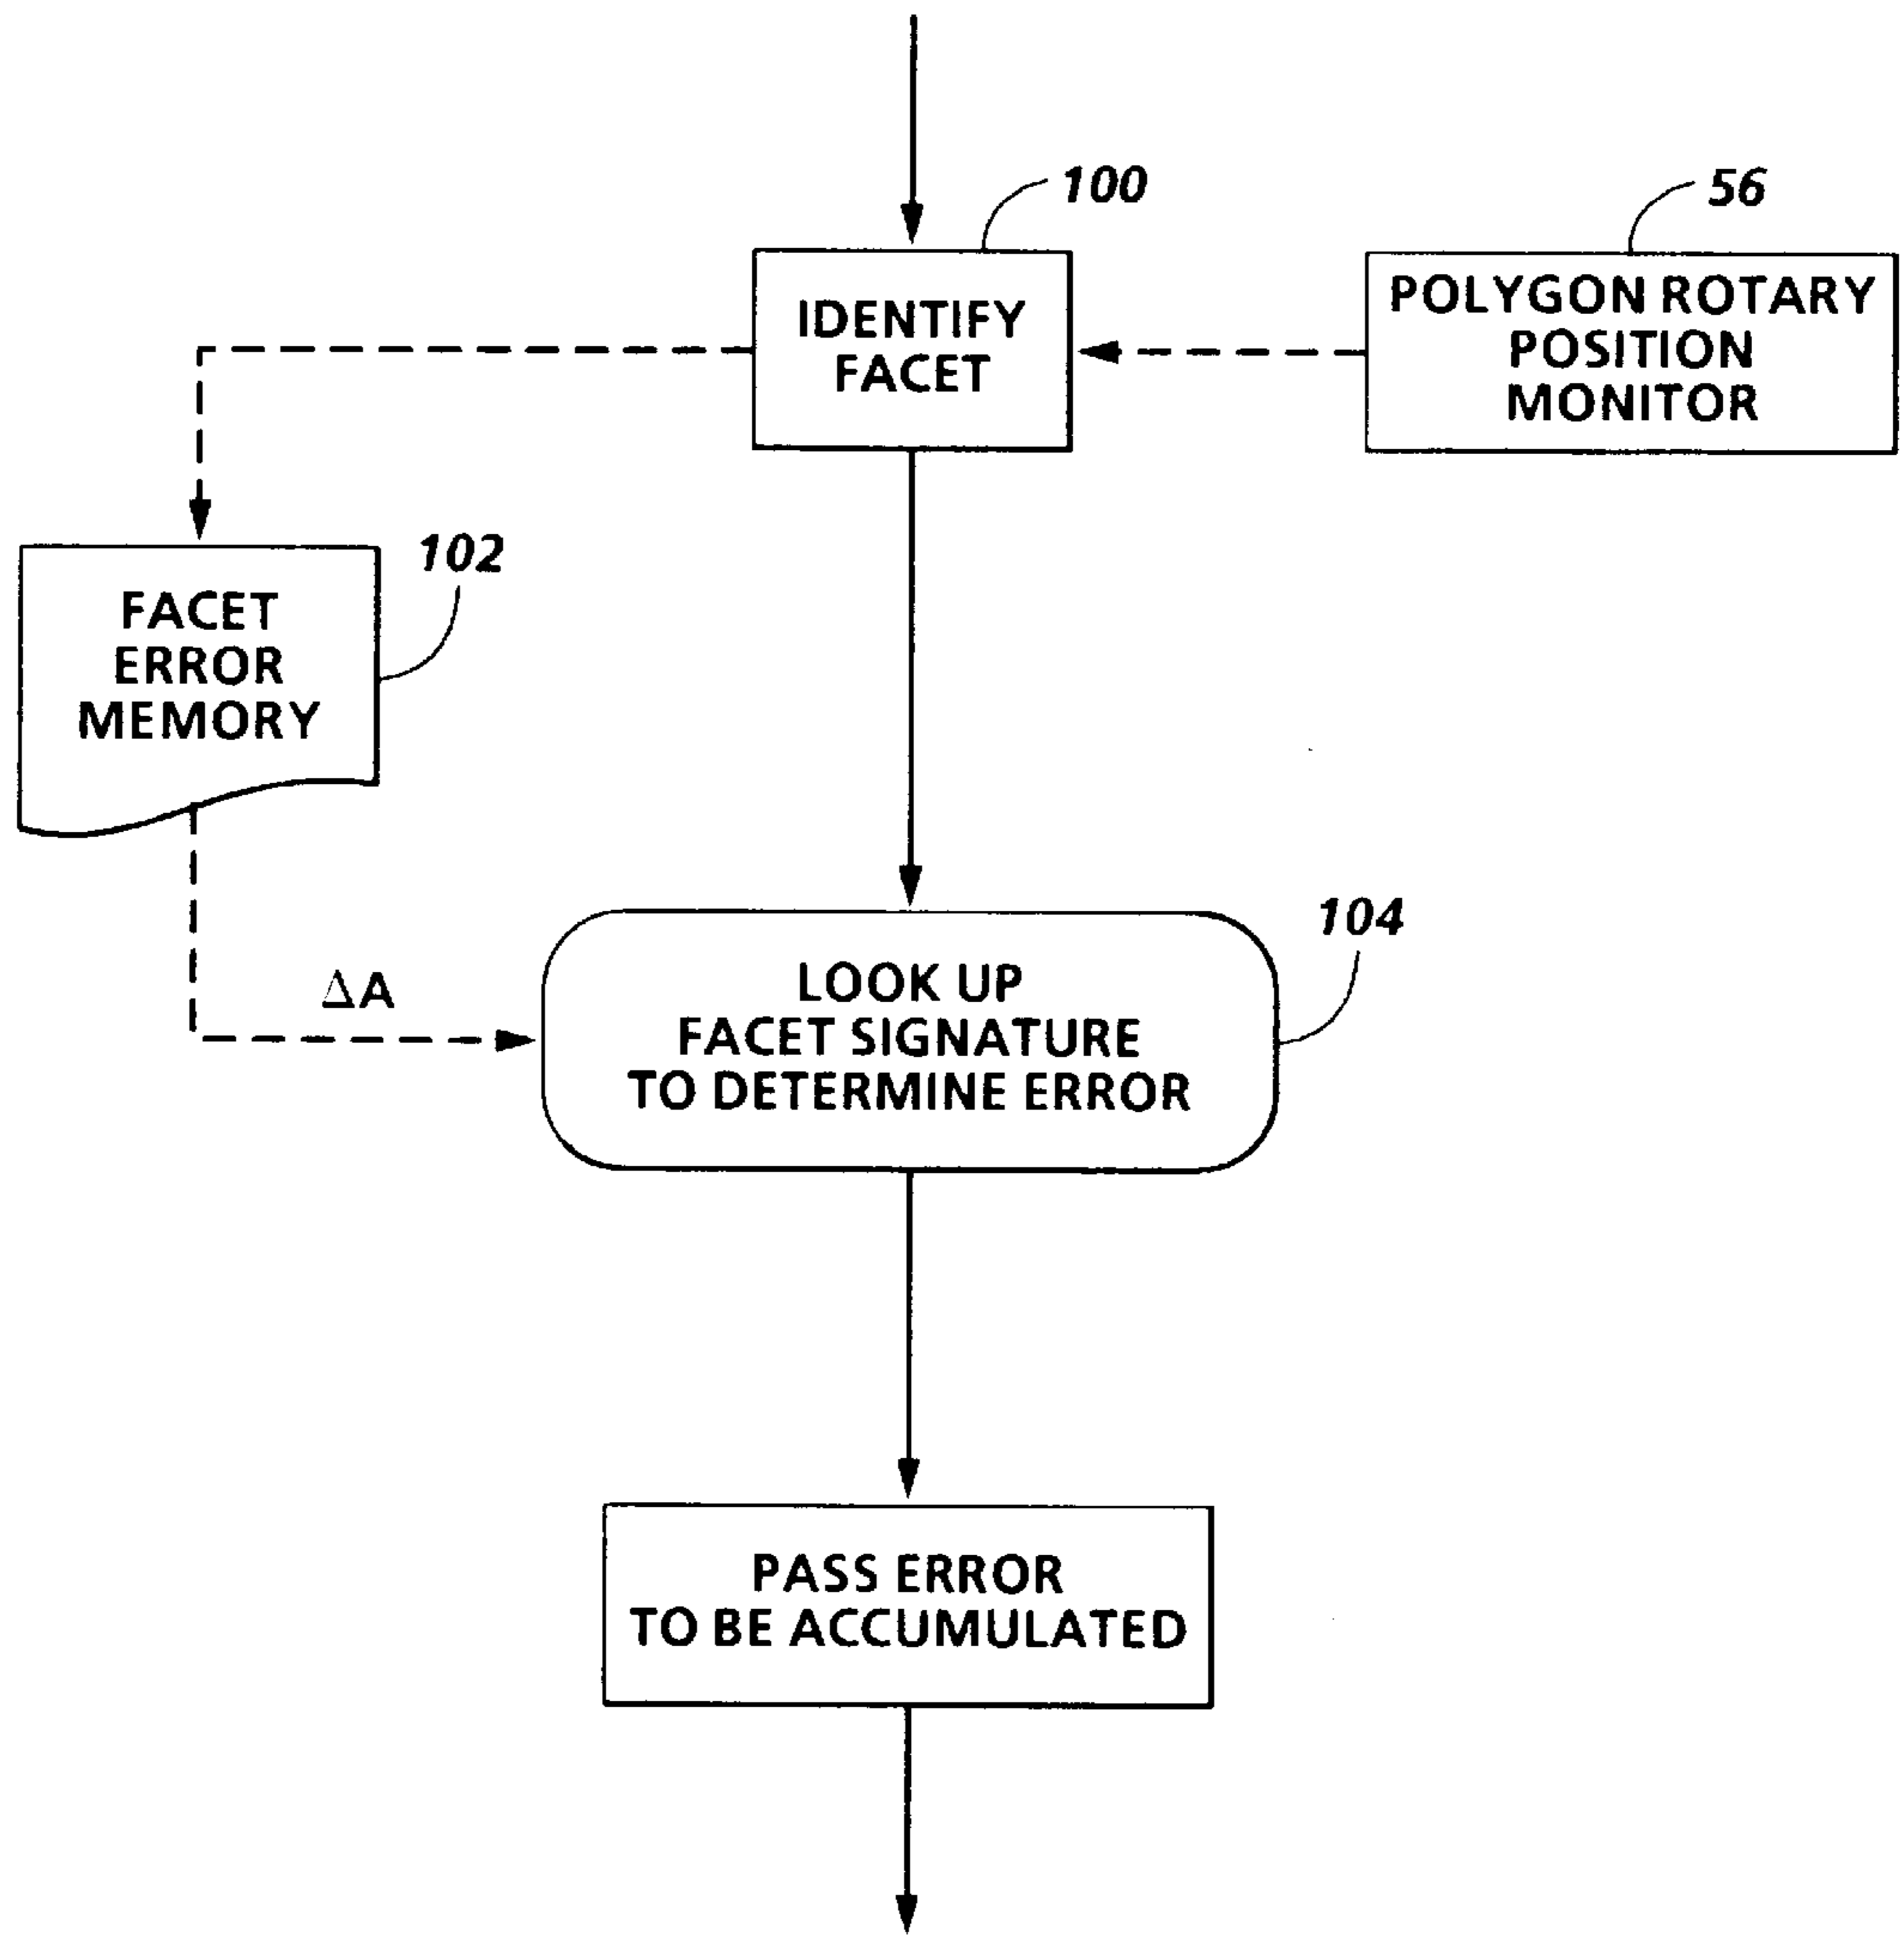 100
56
IDENTIFY
FACET
POLYGON ROTARY
POSITION
MONITOR
102
FACET
ERROR
MEMORY
104
ΔA
LOOK UP
FACET SIGNATURE
TO DETERMINE ERROR
PASS ERROR
TO BE ACCUMULATED